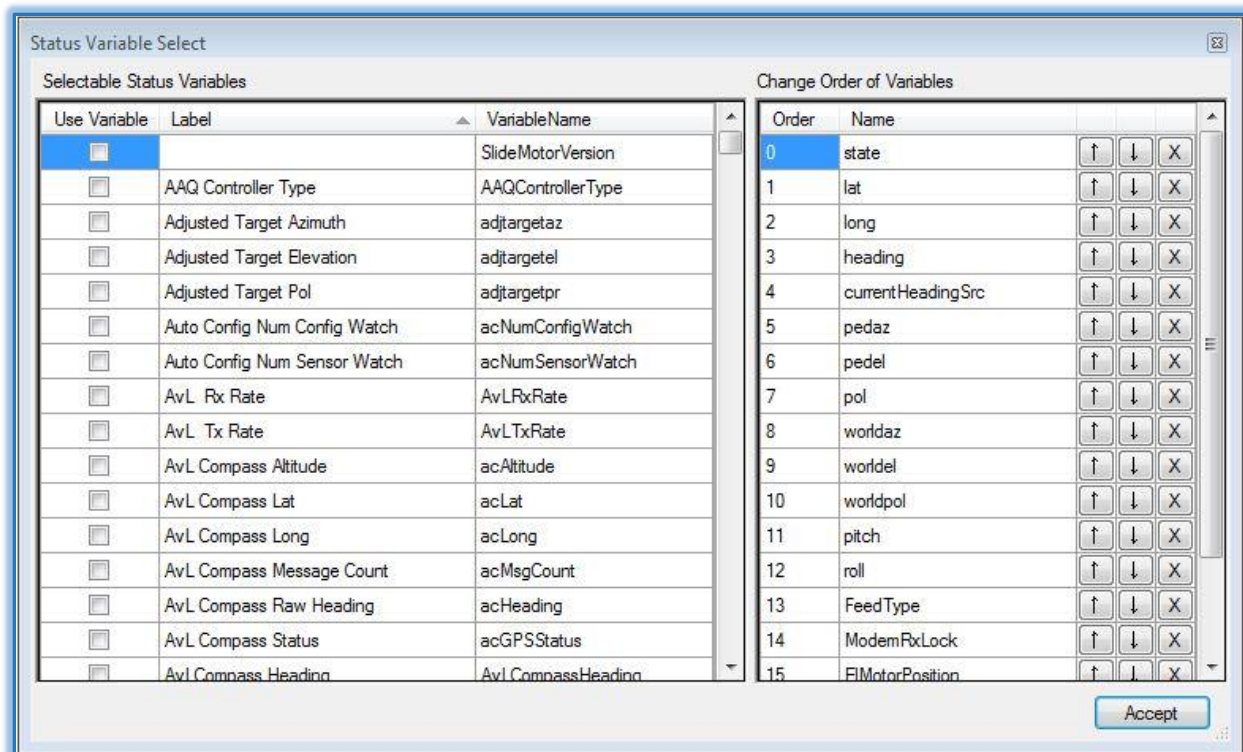 Status Variable Select
Selectable Status Variables
Use Variable Label VariableName
SlideMotorVersion
AAQ Controller Type AAQControllerType
Adjusted Target Azimuth adjtargetaz
Adjusted Target Elevation adjtargetel
Adjusted Target Pol adjtargetpr
Auto Config Num Config Watch acNumConfigWatch
Auto Config Num Sensor Watch acNumSensorWatch
AvL Rx Rate AvLRxRate
AvL Tx Rate AvLTxRate
AvL Compass Altitude acAltitude
AvL Compass Lat acLat
AvL Compass Long acLong
AvL Compass Message Count acMsgCount
AvL Compass Raw Heading acHeading
AvL Compass Status acGPSStatus
AvL Compass Heading AvLCompassHeading
Change Order of Variables
Order Name
0 state ↑ ↓ X
1 lat ↑ ↓ X
2 long ↑ ↓ X
3 heading ↑ ↓ X
4 currentHeadingSrc ↑ ↓ X
5 pedaz ↑ ↓ X
6 pedel ↑ ↓ X
7 pol ↑ ↓ X
8 worldaz ↑ ↓ X
9 worldel ↑ ↓ X
10 worldpol ↑ ↓ X
11 pitch ↑ ↓ X
12 roll ↑ ↓ X
13 FeedType ↑ ↓ X
14 ModemRxLock ↑ ↓ X
15 ElMotorPosition ↑ ↓ X
Accept